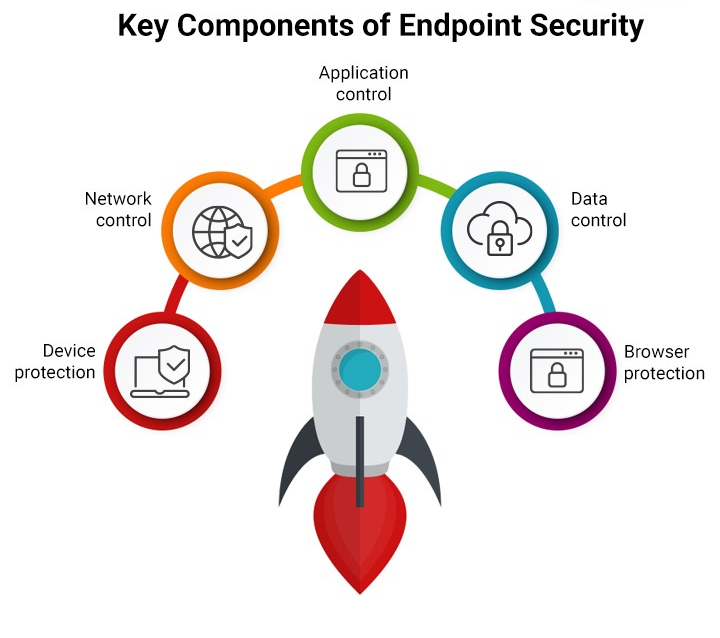 Key Components of Endpoint Security
Application
control
Network
control
Data
control
Device
protection
Browser
protection